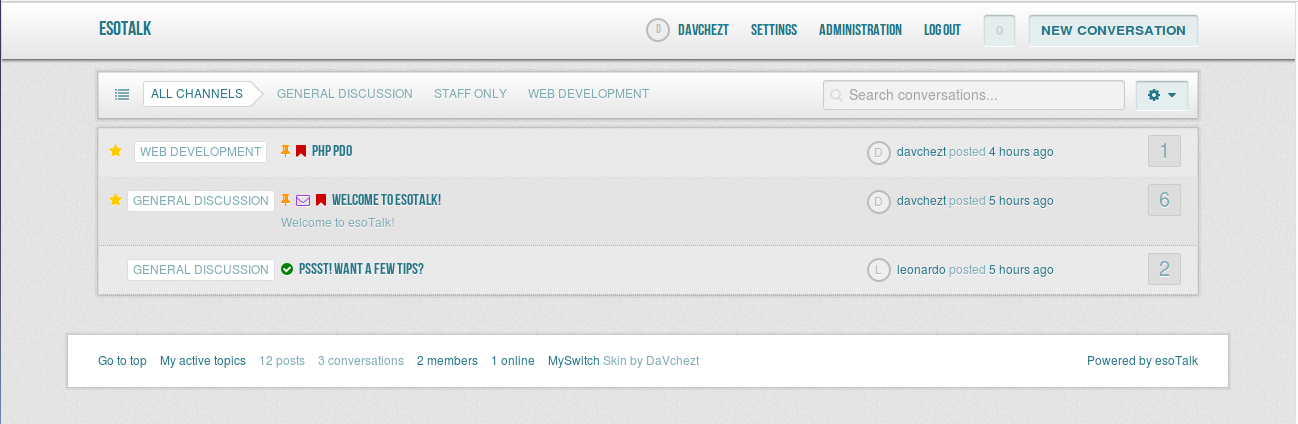 ESOTALK D DAVCHEZT SETTINGS ADMINISTRATION LOG OUT 0 NEW CONVERSATION
ALL CHANNELS GENERAL DISCUSSION STAFF ONLY WEB DEVELOPMENT Search conversations...
WEB DEVELOPMENT PHP PDO D davchezt posted 4 hours ago 1
GENERAL DISCUSSION WELCOME TO ESOTALK! D davchezt posted 5 hours ago 6
Welcome to esoTalk!
GENERAL DISCUSSION PSSST! WANT A FEW TIPS? L leonardo posted 5 hours ago 2
Go to top My active topics 12 posts 3 conversations 2 members 1 online MySwitch Skin by DaVchezt Powered by esoTalk